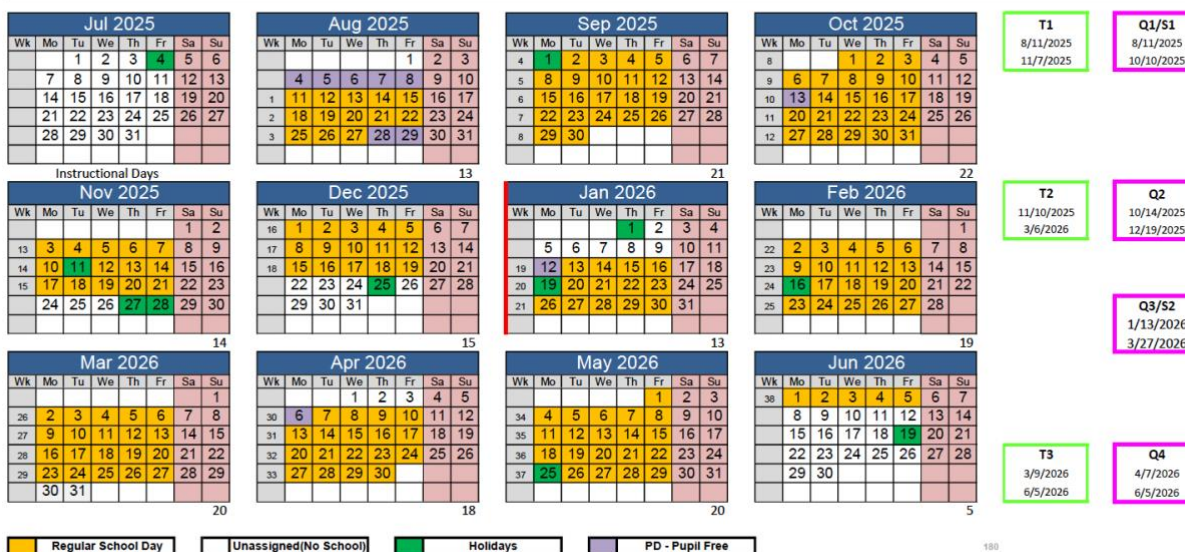 Jul 2025
Wk Mo Tu We Th Fr Sa Su
1 2 3 4 5 6
7 8 9 10 11 12 13
14 15 16 17 18 19 20
21 22 23 24 25 26 27
28 29 30 31
Instructional Days
Aug 2025
Wk Mo Tu We Th Fr Sa Su
1 2 3
4 5 6 7 8 9 10
1 11 12 13 14 15 16 17
2 18 19 20 21 22 23 24
3 25 26 27 28 29 30 31
13
Sep 2025
Wk Mo Tu We Th Fr Sa Su
4 1 2 3 4 5 6 7
5 8 9 10 11 12 13 14
6 15 16 17 18 19 20 21
7 22 23 24 25 26 27 28
8 29 30
21
Oct 2025
Wk Mo Tu We Th Fr Sa Su
8 1 2 3 4 5
9 6 7 8 9 10 11 12
10 13 14 15 16 17 18 19
11 20 21 22 23 24 25 26
12 27 28 29 30 31
22
T1
8/11/2025
11/7/2025
Q1/S1
8/11/2025
10/10/2025
Nov 2025
Wk Mo Tu We Th Fr Sa Su
1 2
13 3 4 5 6 7 8 9
14 10 11 12 13 14 15 16
15 17 18 19 20 21 22 23
24 25 26 27 28 29 30
14
Dec 2025
Wk Mo Tu We Th Fr Sa Su
16 1 2 3 4 5 6 7
17 8 9 10 11 12 13 14
18 15 16 17 18 19 20 21
22 23 24 25 26 27 28
29 30 31
15
Jan 2026
Wk Mo Tu We Th Fr Sa Su
1 2 3 4
5 6 7 8 9 10 11
19 12 13 14 15 16 17 18
20 19 20 21 22 23 24 25
21 26 27 28 29 30 31
13
Feb 2026
Wk Mo Tu We Th Fr Sa Su
1
22 2 3 4 5 6 7 8
23 9 10 11 12 13 14 15
24 16 17 18 19 20 21 22
25 23 24 25 26 27 28
19
T2
11/10/2025
3/6/2026
Q2
10/14/2025
12/19/2025
Q3/S2
1/13/2026
3/27/2026
Mar 2026
Wk Mo Tu We Th Fr Sa Su
1
26 2 3 4 5 6 7 8
27 9 10 11 12 13 14 15
28 16 17 18 19 20 21 22
29 23 24 25 26 27 28 29
30 31
20
Apr 2026
Wk Mo Tu We Th Fr Sa Su
1 2 3 4 5
30 6 7 8 9 10 11 12
31 13 14 15 16 17 18 19
32 20 21 22 23 24 25 26
33 27 28 29 30
18
May 2026
Wk Mo Tu We Th Fr Sa Su
1 2 3
34 4 5 6 7 8 9 10
35 11 12 13 14 15 16 17
36 18 19 20 21 22 23 24
37 25 26 27 28 29 30 31
20
Jun 2026
Wk Mo Tu We Th Fr Sa Su
38 1 2 3 4 5 6 7
8 9 10 11 12 13 14
15 16 17 18 19 20 21
22 23 24 25 26 27 28
29 30
5
T3
3/9/2026
6/5/2026
Q4
4/7/2026
6/5/2026
Regular School Day
Unassigned(No School)
Holidays
PD - Pupil Free
180